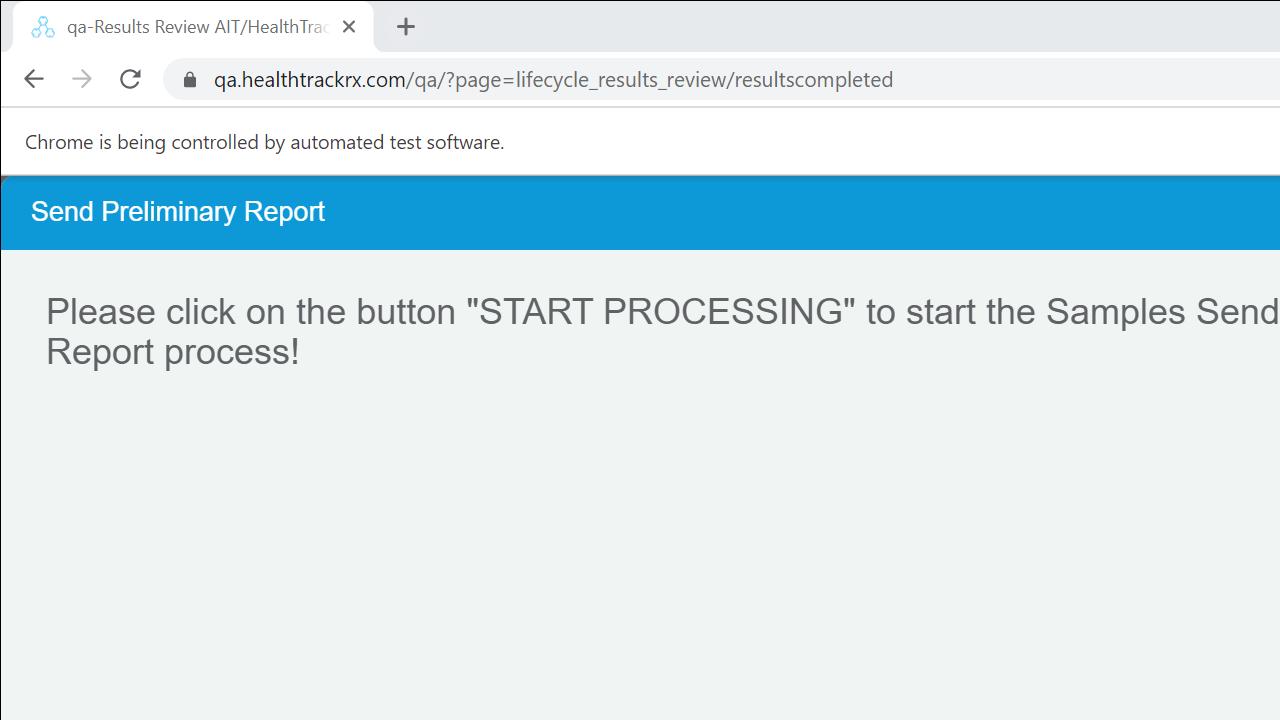 qa-Results Review AIT/HealthTrac
qa.healthtrackrx.com/qa/?page=lifecycle_results_review/resultscompleted
Chrome is being controlled by automated test software.
Send Preliminary Report
Please click on the button "START PROCESSING" to start the Samples Send
Report process!